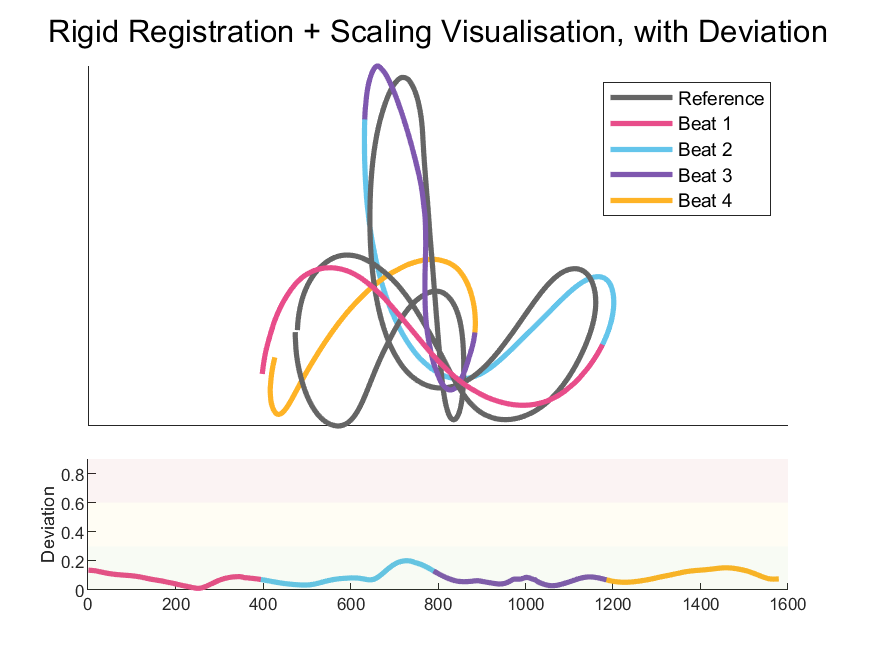 Rigid Registration + Scaling Visualisation, with Deviation
Reference
Beat 1
Beat 2
Beat 3
Beat 4
Deviation
0.8
0.6
0.4
0.2
0
0 200 400 600 800 1000 1200 1400 1600